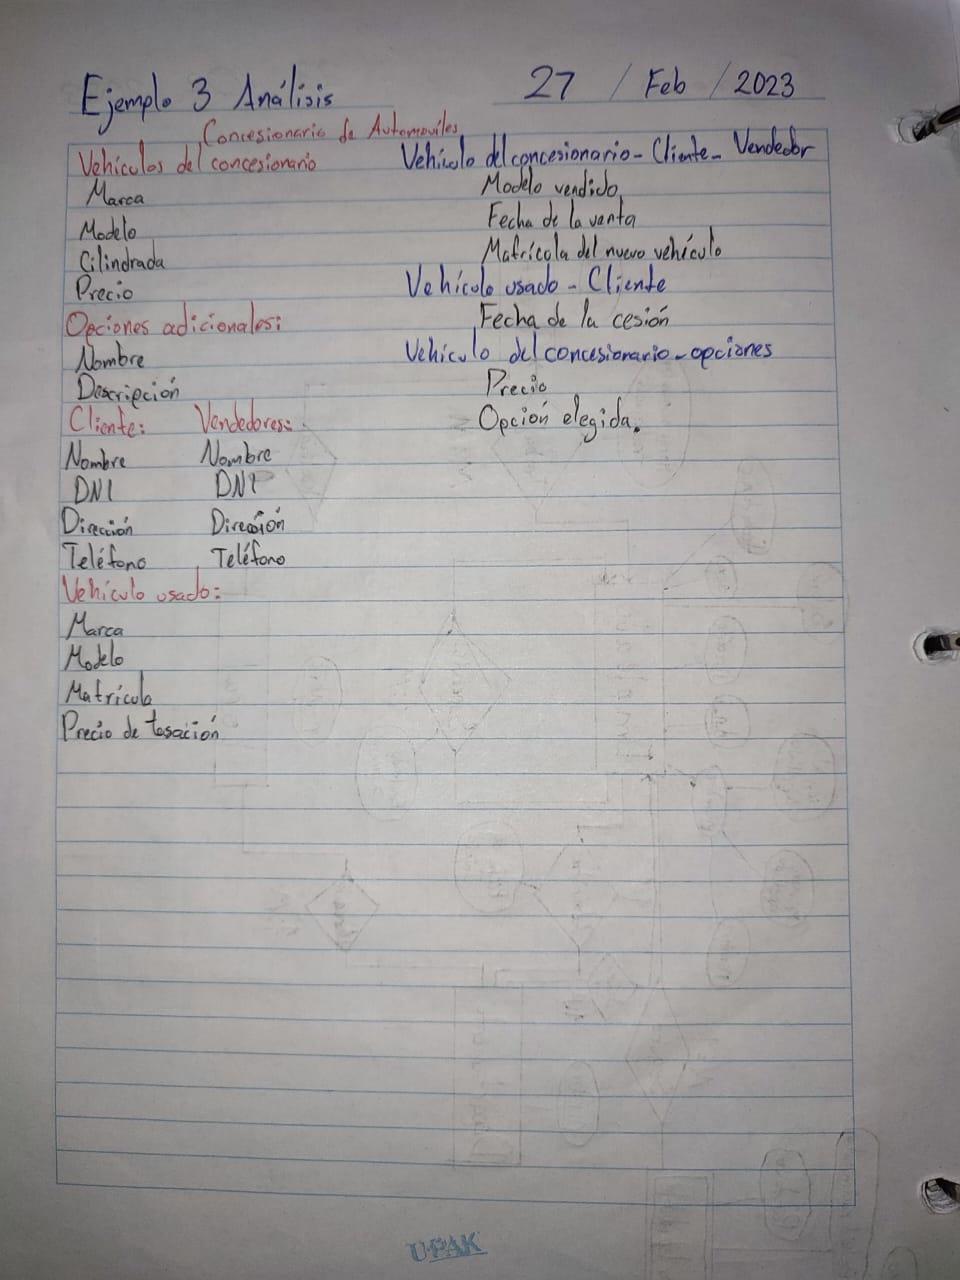 Ejemplo 3 Análisis
27 / Feb / 2023
Concesionario de Automoviles
Vehículos del concesionario
Marca
Modelo
Cilindrada
Precio
Opciones adicionales:
Nombre
Descripción
Cliente: Vendedores:
Nombre Nombre
DNI DNI
Dirección Dirección
Teléfono Teléfono
Vehículo usado:
Marca
Modelo
Matrícula
Precio de tasación
Vehículo del concesionario - Cliente - Vendedor
Modelo vendido
Fecha de la venta
Matrícola del nuevo vehículo
Vehículo usado - Cliente
Fecha de la cesión
Vehículo del concesionario - opciones
Precio
Opción elegida.
U-PAK